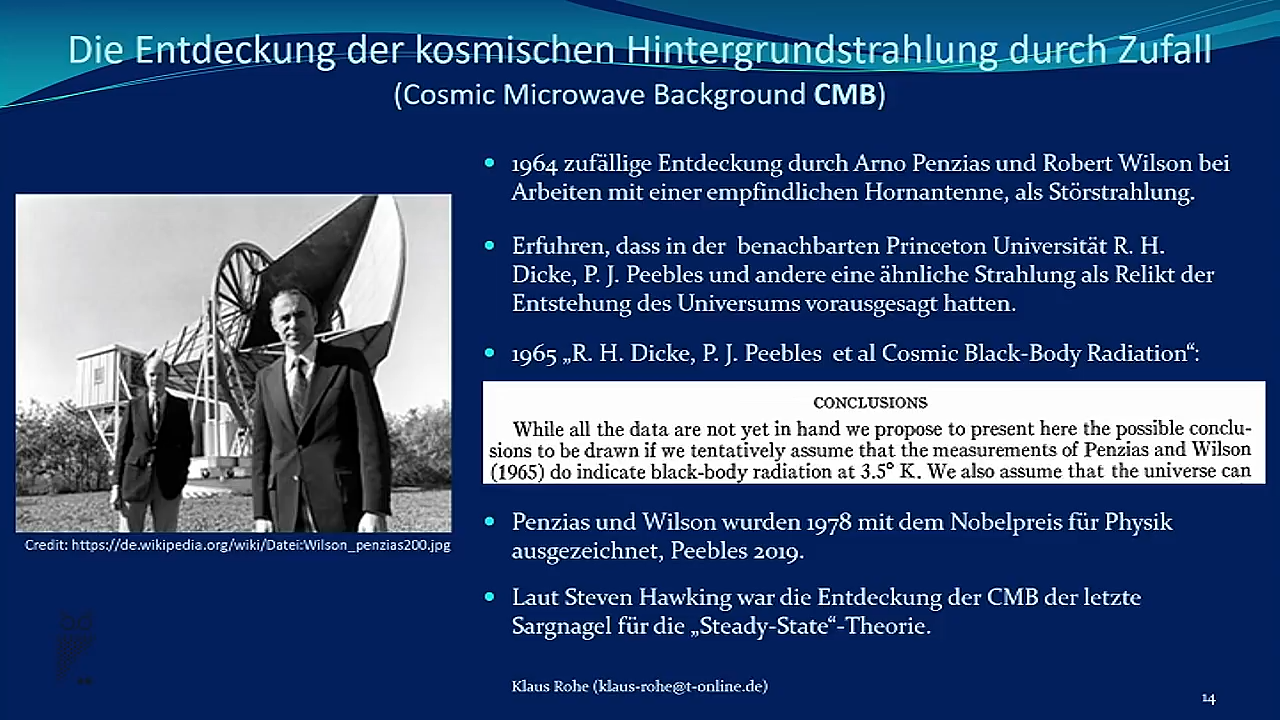 Die Entdeckung der kosmischen Hintergrundstrahlung durch Zufall
(Cosmic Microwave Background CMB)
• 1964 zufällige Entdeckung durch Arno Penzias und Robert Wilson bei
Arbeiten mit einer empfindlichen Hornantenne, als Störstrahlung.
• Erfuhren, dass in der benachbarten Princeton Universität R. H.
Dicke, P. J. Peebles und andere eine ähnliche Strahlung als Relikt der
Entstehung des Universums vorausgesagt hatten.
• 1965 „R. H. Dicke, P. J. Peebles et al Cosmic Black-Body Radiation“:
CONCLUSIONS
While all the data are not yet in hand we propose to present here the possible conclu-
sions to be drawn if we tentatively assume that the measurements of Penzias and Wilson
(1965) do indicate black-body radiation at 3.5° K. We also assume that the universe can
Credit: https://de.wikipedia.org/wiki/Datei:Wilson_penzias200.jpg
• Penzias und Wilson wurden 1978 mit dem Nobelpreis für Physik
ausgezeichnet, Peebles 2019.
• Laut Steven Hawking war die Entdeckung der CMB der letzte
Sargnagel für die „Steady-State“-Theorie.
Klaus Rohe (klaus-rohe@t-online.de)
14